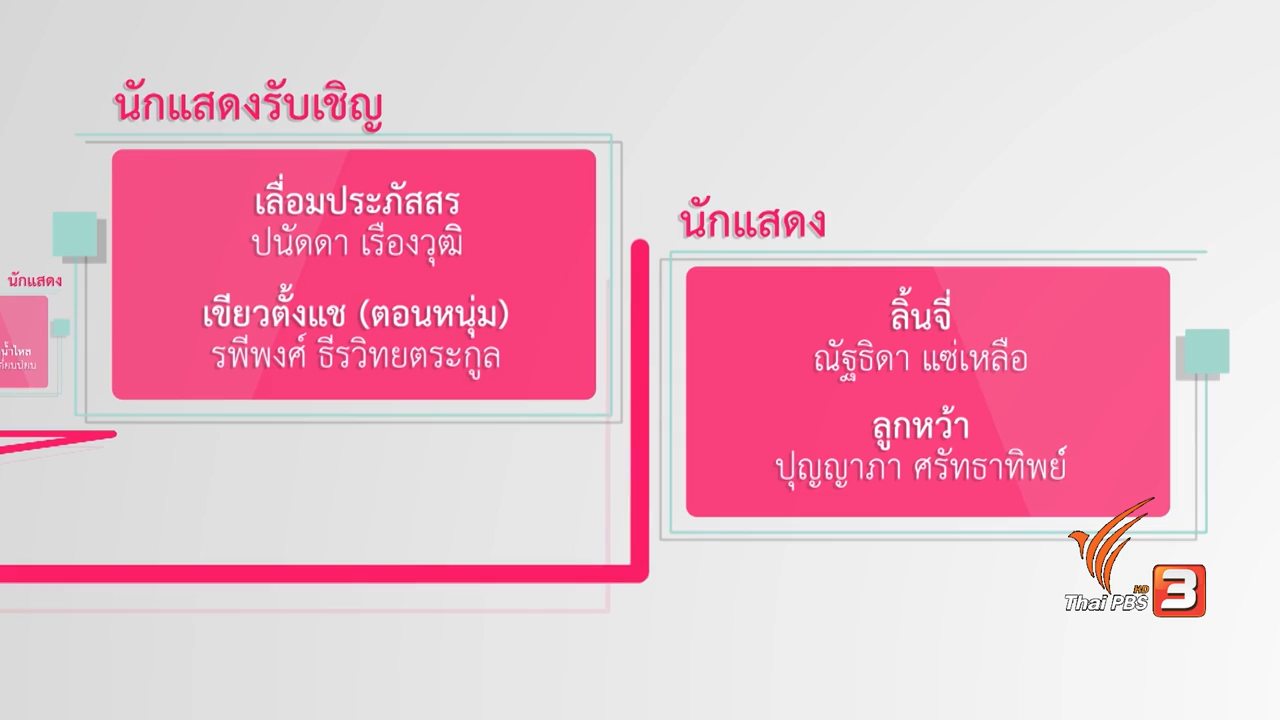 นักแสดงรับเชิญ
เลื่อมประภัสสร
ปนัดดา เรืองวุฒิ
เขียวตั้งแช (ตอนหนุ่ม)
รพีพงศ์ ธีรวิทยตระกูล
นักแสดง
น้ำไหล
นักแสดง
ลิ้นจี่
ณัฐธิดา แซ่เหลือ
ลูกหว้า
ปุญญาภา ศรัทธาทิพย์
Thai PBS HD 3